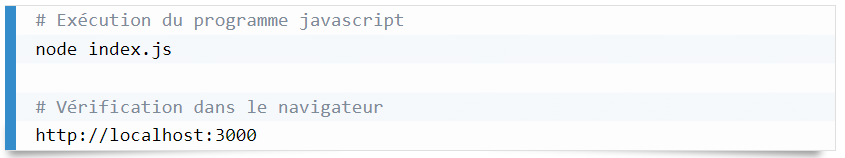 # Exécution du programme javascript
node index.js
# Vérification dans le navigateur
http://localhost:3000